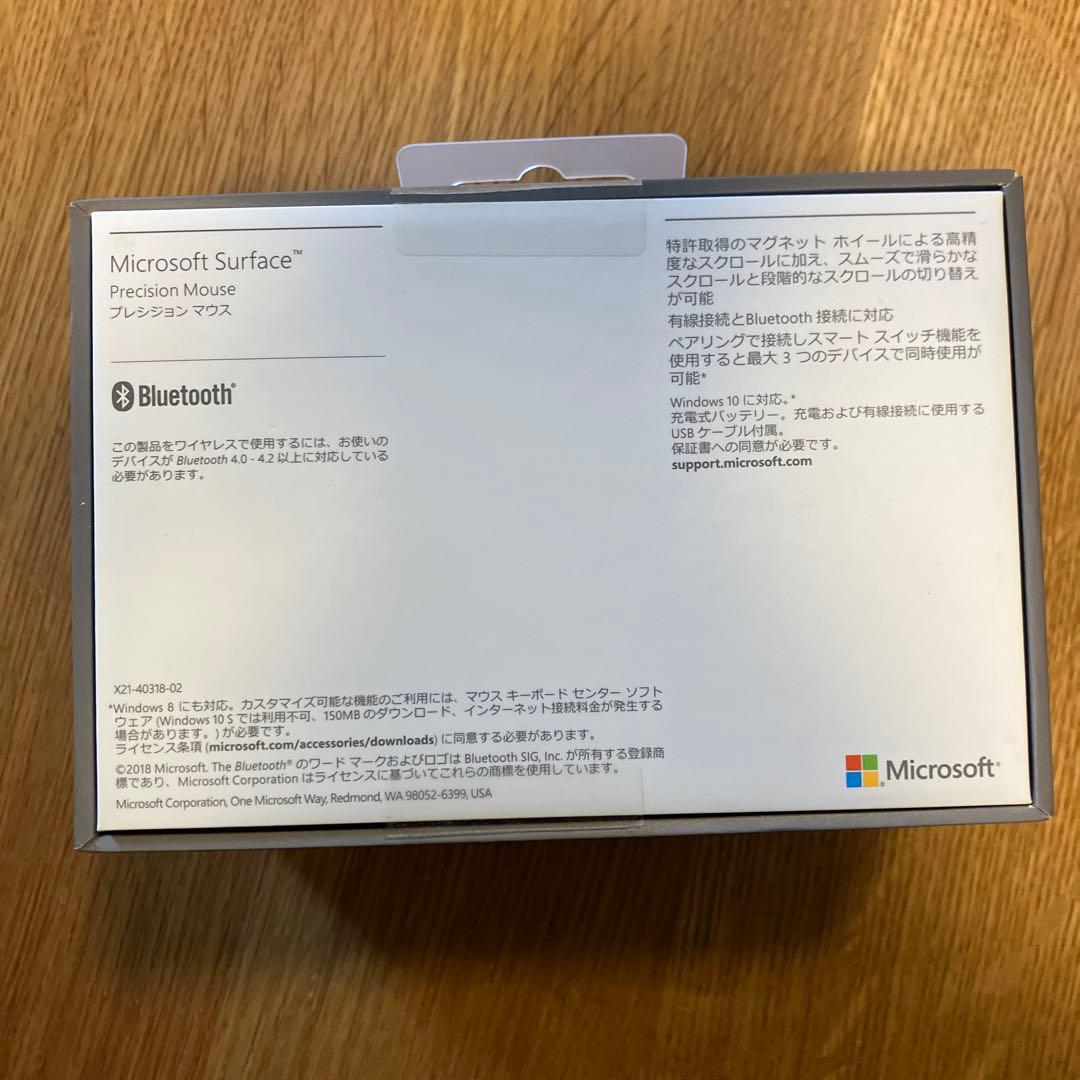 Microsoft Surface™
Precision Mouse
プレシジョン マウス
Bluetooth®
この製品をワイヤレスで使用するには、お使いの
デバイスが Bluetooth 4.0 - 4.2 以上に対応している
必要があります。
特許取得のマグネット ホイールによる高精
度なスクロールに加え、スムーズで滑らかな
スクロールと段階的なスクロールの切り替え
が可能
有線接続とBluetooth 接続に対応
ペアリングで接続しスマート スイッチ機能を
使用すると最大 3 つのデバイスで同時使用が
可能*
Windows 10 に対応。*
充電式バッテリー。充電および有線接続に使用する
USB ケーブル付属。
保証書への同意が必要です。
support.microsoft.com
X21-40318-02
*Windows 8 にも対応。カスタマイズ可能な機能のご利用には、マウス キーボード センター ソフト
ウェア (Windows 10 S では利用不可、150MB のダウンロード、インターネット接続料金が発生する
場合があります。) が必要です。
ライセンス条項 (microsoft.com/accessories/downloads) に同意する必要があります。
©2018 Microsoft. The Bluetooth® のワード マークおよびロゴは Bluetooth SIG, Inc. が所有する登録商
標であり、Microsoft Corporation はライセンスに基づいてこれらの商標を使用しています。
Microsoft Corporation, One Microsoft Way, Redmond, WA 98052-6399, USA
Microsoft®